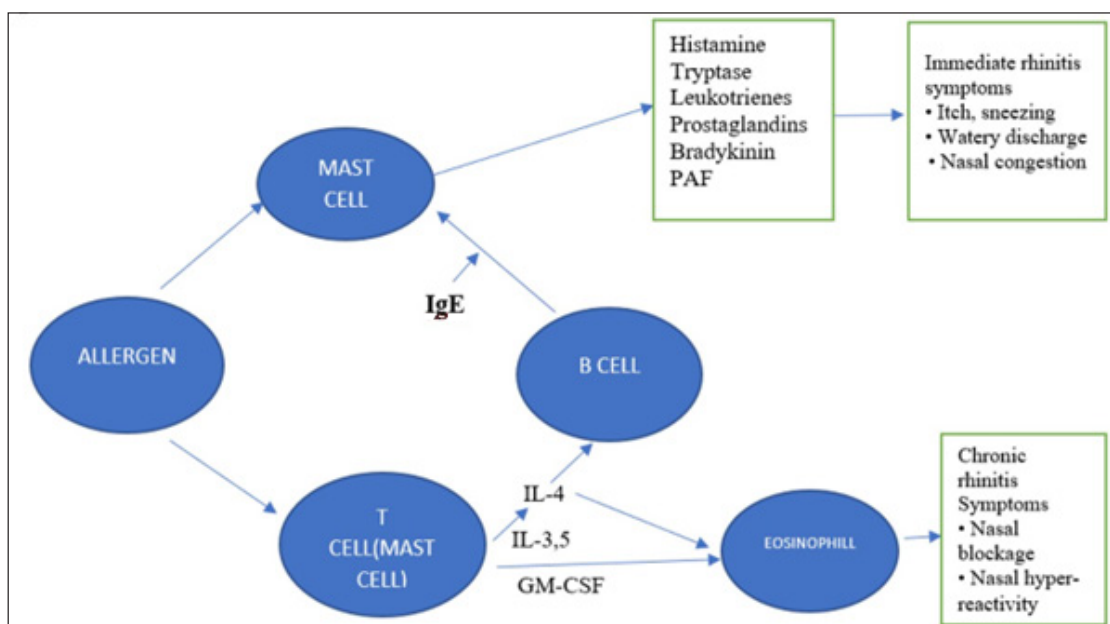 Histamine
Tryptase
Leukotrienes
Prostaglandins
Bradykinin
PAF
Immediate rhinitis
symptoms
• Itch, sneezing
• Watery discharge
• Nasal congestion
MAST
CELL
IgE
ALLERGEN
B CELL
T
CELL(MAST
CELL)
IL-4
IL-3,5
GM-CSF
EOSINOPHILL
Chronic
rhinitis
Symptoms
• Nasal
blockage
• Nasal hyper-
reactivity